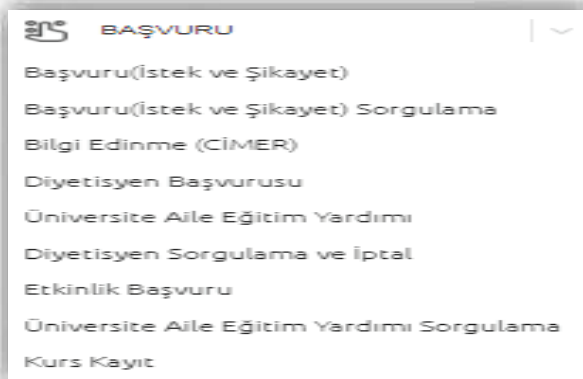 BAŞVURU
Başvuru(İstek ve Şikayet)
Başvuru(İstek ve Şikayet) Sorgulama
Bilgi Edinme (CİMER)
Diyetisyen Başvurusu
Üniversite Aile Eğitim Yardımı
Diyetisyen Sorgulama ve İptal
Etkinlik Başvuru
Üniversite Aile Eğitim Yardımı Sorgulama
Kurs Kayıt